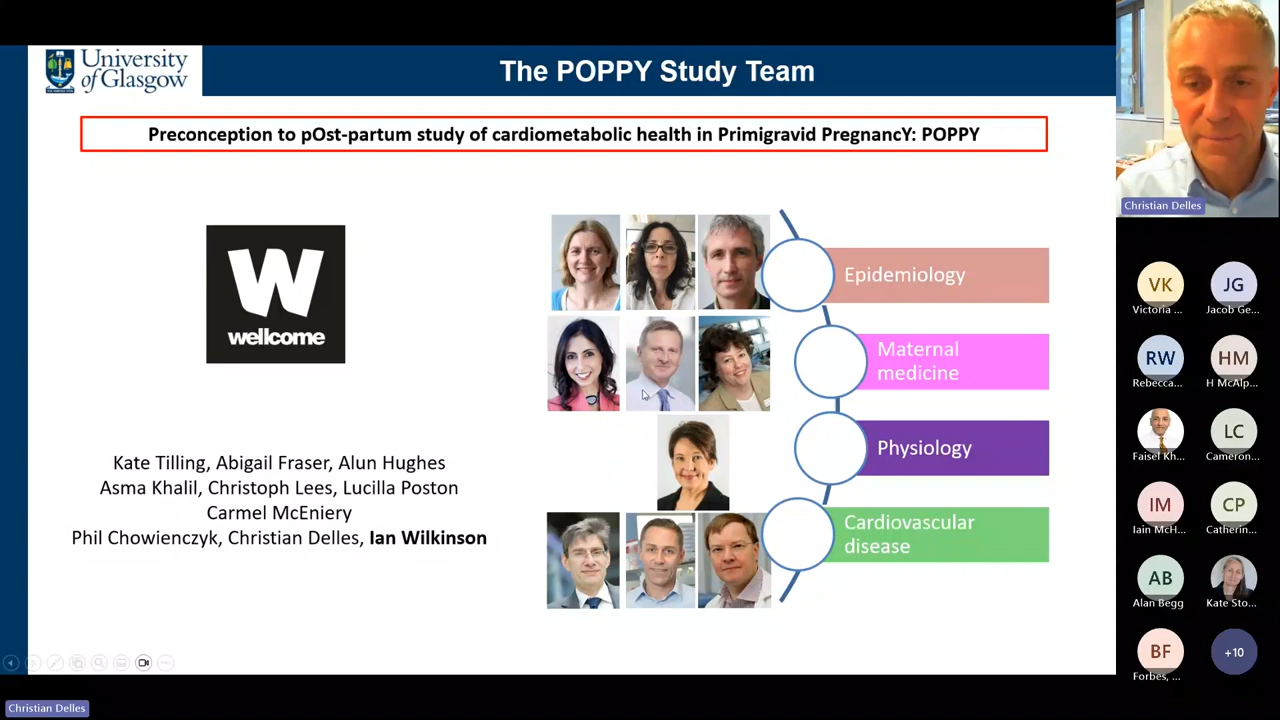 University
of Glasgow
The POPPY Study Team
Preconception to pOst-partum study of cardiometabolic health in Primigravid PregnancY: POPPY
W
wellcome
Kate Tilling, Abigail Fraser, Alun Hughes
Asma Khalil, Christoph Lees, Lucilla Poston
Carmel McEniery
Phil Chowienczyk, Christian Delles, Ian Wilkinson
Epidemiology
Maternal
medicine
Physiology
Cardiovascular
disease
Christian Delles
VK
Victoria ...
JG
Jacob Ge...
RW
Rebecca...
HM
H McAlp...
Faisel Kh...
LC
Cameron...
IM
Iain McH...
CP
Catherin...
AB
Alan Begg
Kate Sto...
BF
Forbes, ...
+10
Christian Delles